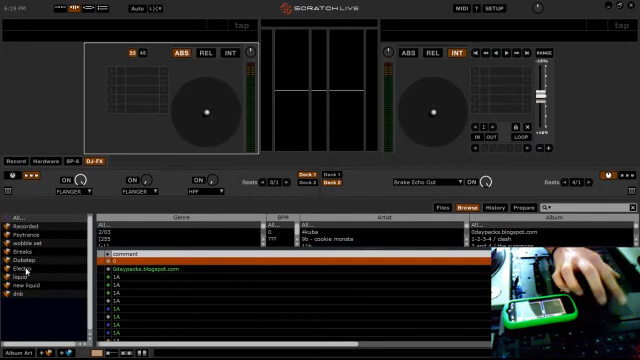 6:19 PM
Auto
SCRATCH LIVE
MIDI ? SETUP
tap
tap
33 45
ABS REL INT
ABS REL INT
RANGE
1
IN OUT LOOP
Record Hardware SP-6 DJ-FX
ON ON ON Beats 8/1 Deck 1 Deck 1 Brake Echo Out ON Beats 4/1
FLANGER FLANGER HPF Deck 2 Deck 2
Files Browse History Prepare
All...
Recorded
Psytrance
wobble set
Breaks
Dubstep
Electro
liquid
new liquid
dnb
Genre BPM Artist Album
All... All... All... All...
2/03 0 4kuba 0daypacks.blogspot.com
(255 ??? 9b - cookie monsta 1-2-3-4 / clash
comment
0
0daypacks.blogspot.com
1A
1A
1A
1A
1A
1A
1A
Album Art